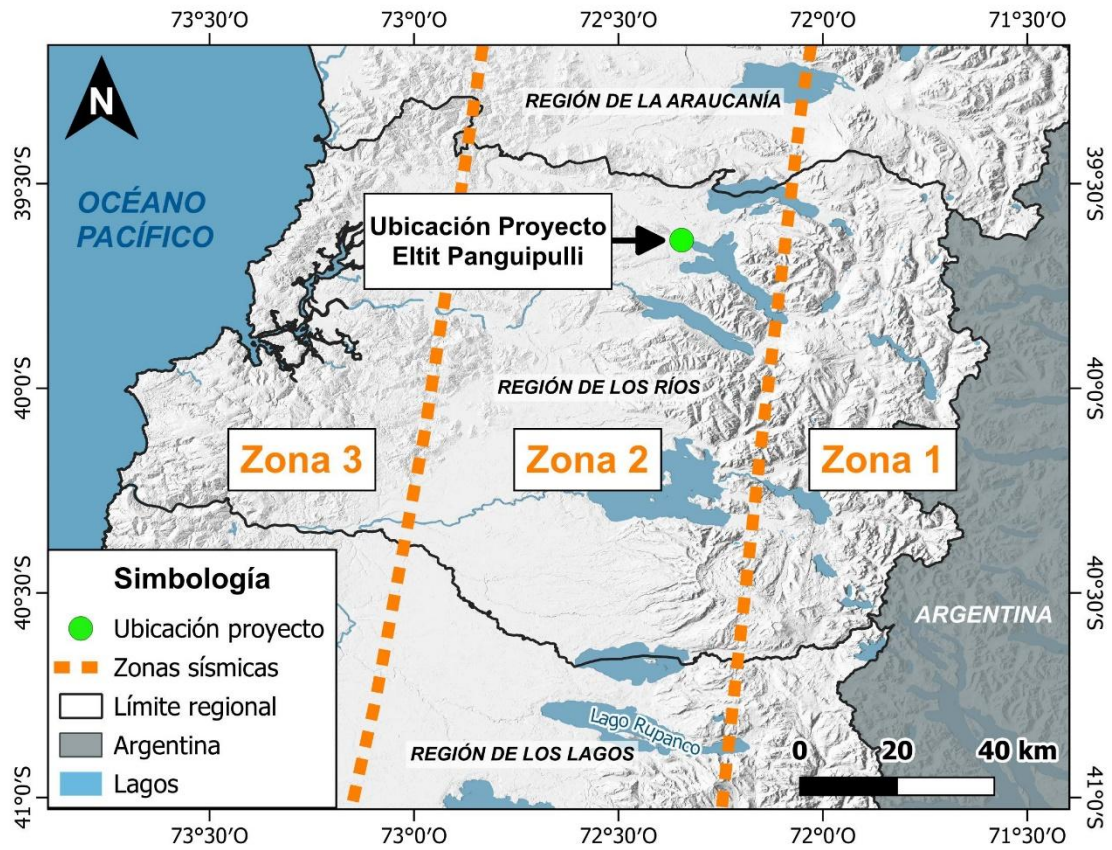 73°30'O 73°0'O 72°30'O 72°0'O 71°30'O
N
REGIÓN DE LA ARAUCANÍA
39°30'S 39°30'S
OCÉANO
PACÍFICO
Ubicación Proyecto
Eltit Panguipulli
REGIÓN DE LOS RÍOS
40°0'S 40°0'S
Zona 3 Zona 2 Zona 1
Simbología
Ubicación proyecto
Zonas sísmicas
Límite regional
Argentina
Lagos
40°30'S 40°30'S
ARGENTINA
Lago Rupanco
REGIÓN DE LOS LAGOS
0 20 40 km
41°0'S 41°0'S
73°30'O 73°0'O 72°30'O 72°0'O 71°30'O